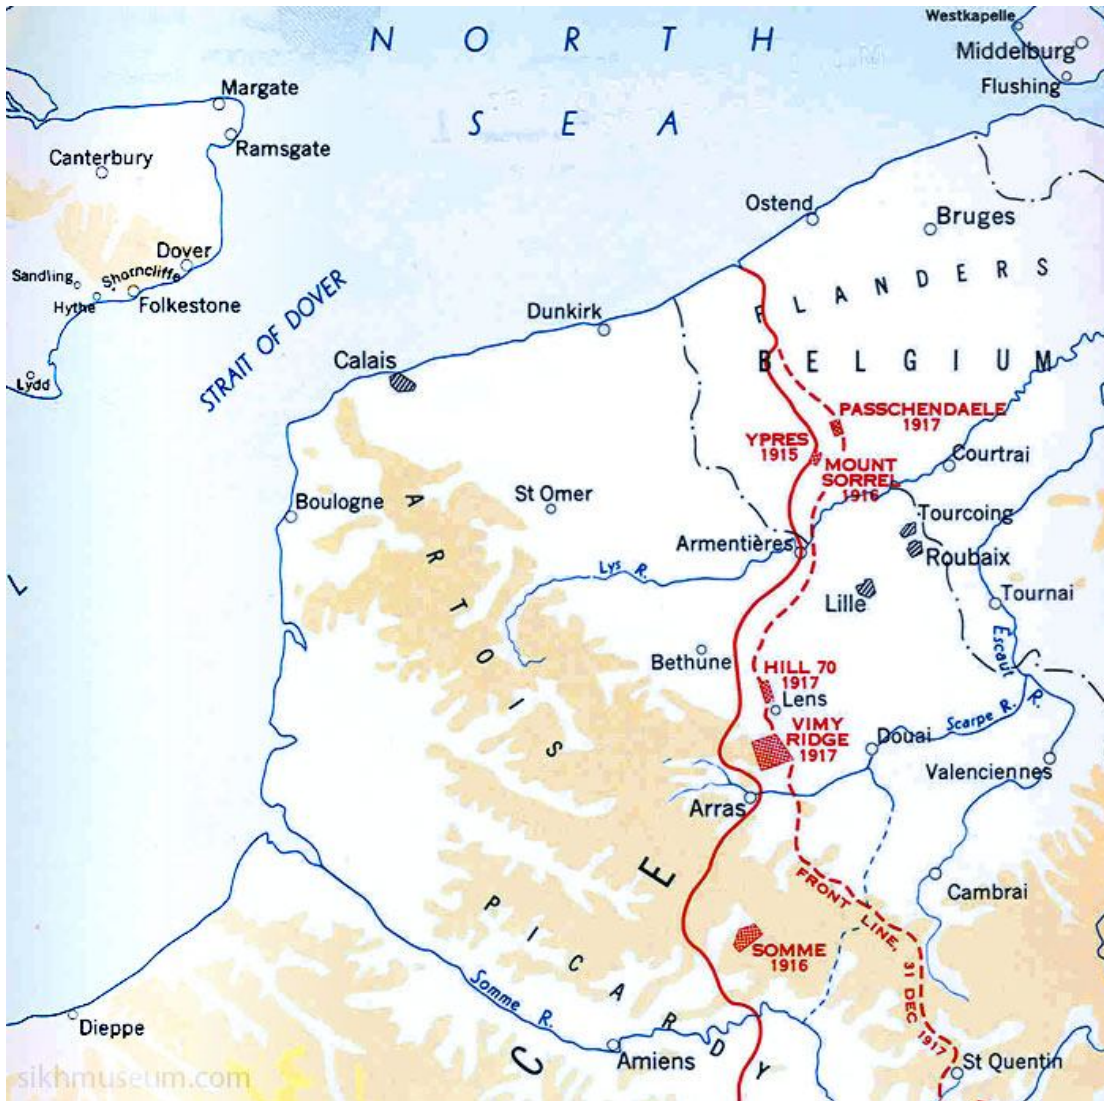 Westkapelle
NORTH
Middelburg
Flushing
Margate
SEA
Ramsgate
Canterbury
Ostend
Bruges
Dover
Sandling
Shorncliffe
Hythe
Folkestone
FLANDERS
STRAIT OF DOVER
Dunkirk
Calais
BELGIUM
Lydd
PASSCHENDAELE
1917
YPRES
1915
MOUNT
SORREL
1916
Courtrai
Boulogne
St Omer
Tourcoing
Armentières
Roubaix
ARTOIS
Lys R.
Lille
Tournai
Escaut R.
Bethune
HILL 70
1917
Lens
VIMY
RIDGE
1917
Scarpe R.
Douai
Valenciennes
Arras
FRONT LINE, 31 DEC 1917
Cambrai
E
PICARDY
SOMME
1916
Somme R.
Dieppe
Amiens
C
St Quentin
L
sikhmuseum.com